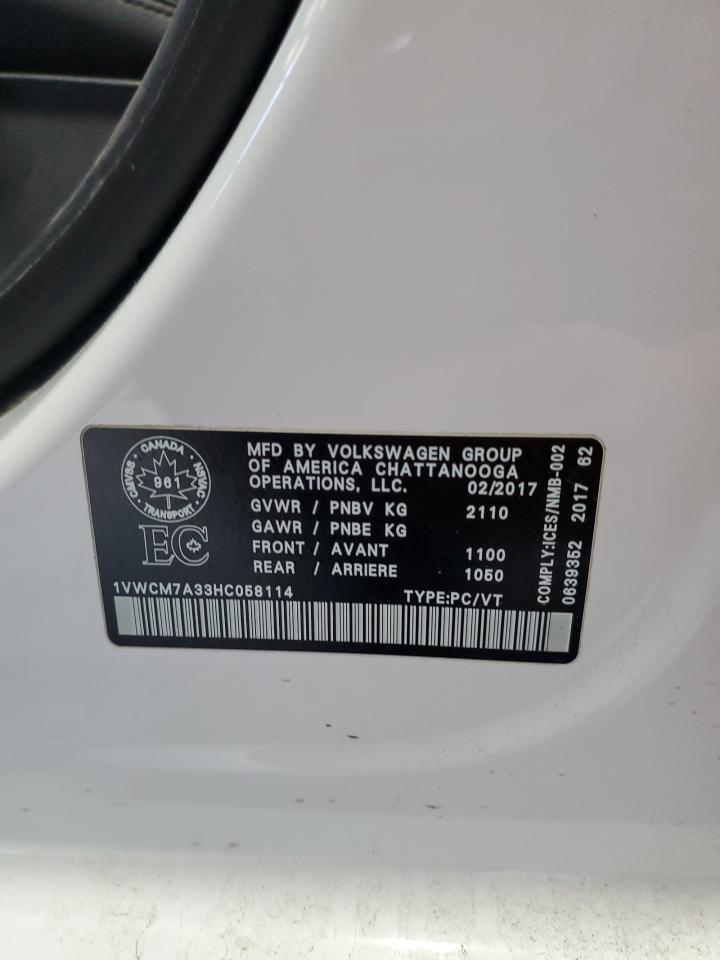 CANADA
CMVSS
961
NSVAC
TRANSPORT
EC
MFD BY VOLKSWAGEN GROUP
OF AMERICA CHATTANOOGA
OPERATIONS, LLC. 02/2017
GVWR / PNBV KG 2110
GAWR / PNBE KG
FRONT / AVANT 1100
REAR / ARRIERE 1050
1VWCM7A33HC058114 TYPE:PC/VT
COMPLY:ICES/NMB-002
0639352 2017 62